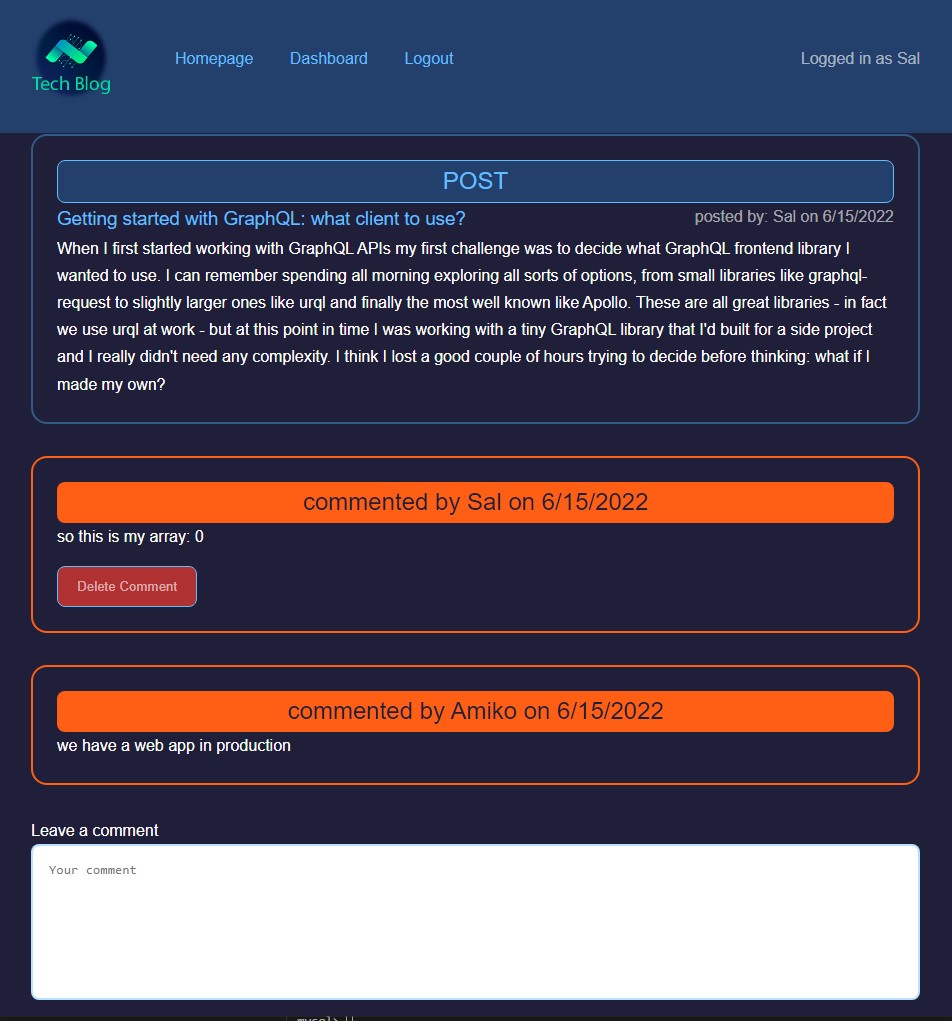 Tech Blog
Homepage Dashboard Logout Logged in as Sal
POST
Getting started with GraphQL: what client to use? posted by: Sal on 6/15/2022
When I first started working with GraphQL APIs my first challenge was to decide what GraphQL frontend library I
wanted to use. I can remember spending all morning exploring all sorts of options, from small libraries like graphql-
request to slightly larger ones like urql and finally the most well known like Apollo. These are all great libraries - in fact
we use urql at work - but at this point in time I was working with a tiny GraphQL library that I'd built for a side project
and I really didn't need any complexity. I think I lost a good couple of hours trying to decide before thinking: what if I
made my own?
commented by Sal on 6/15/2022
so this is my array: 0
Delete Comment
commented by Amiko on 6/15/2022
we have a web app in production
Leave a comment
Your comment